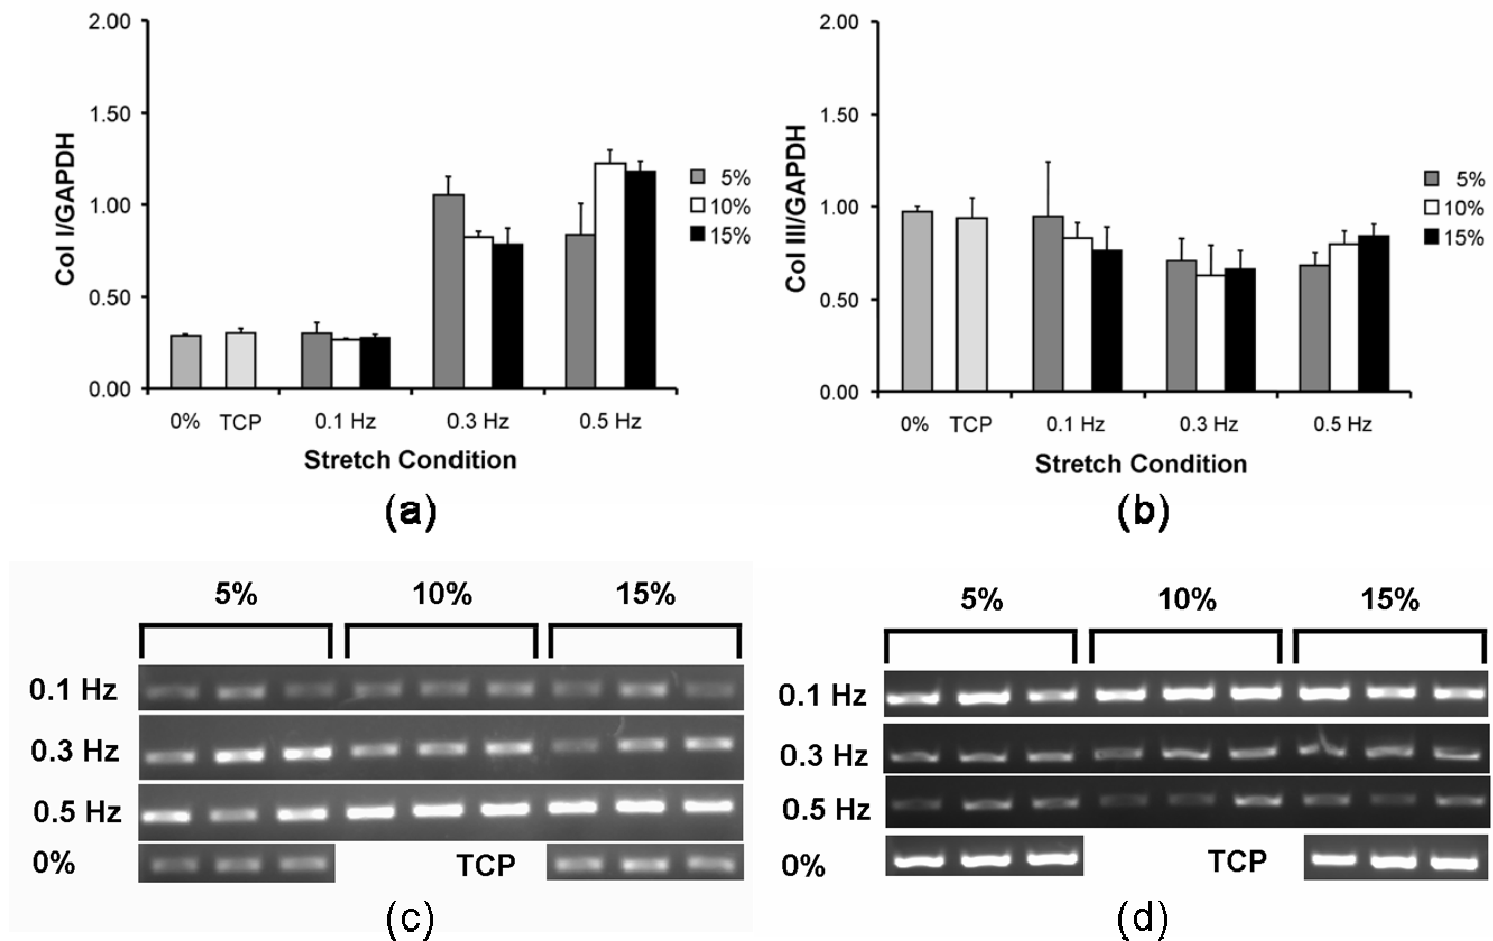 2.00
1.50
1.00
0.50
0.00
Col I/GAPDH
5%
10%
15%
0% TCP 0.1 Hz 0.3 Hz 0.5 Hz
Stretch Condition
(a)
2.00
1.50
1.00
0.50
0.00
Col III/GAPDH
5%
10%
15%
0% TCP 0.1 Hz 0.3 Hz 0.5 Hz
Stretch Condition
(b)
5% 10% 15%
0.1 Hz
0.3 Hz
0.5 Hz
0% TCP
(c)
5% 10% 15%
0.1 Hz
0.3 Hz
0.5 Hz
0% TCP
(d)